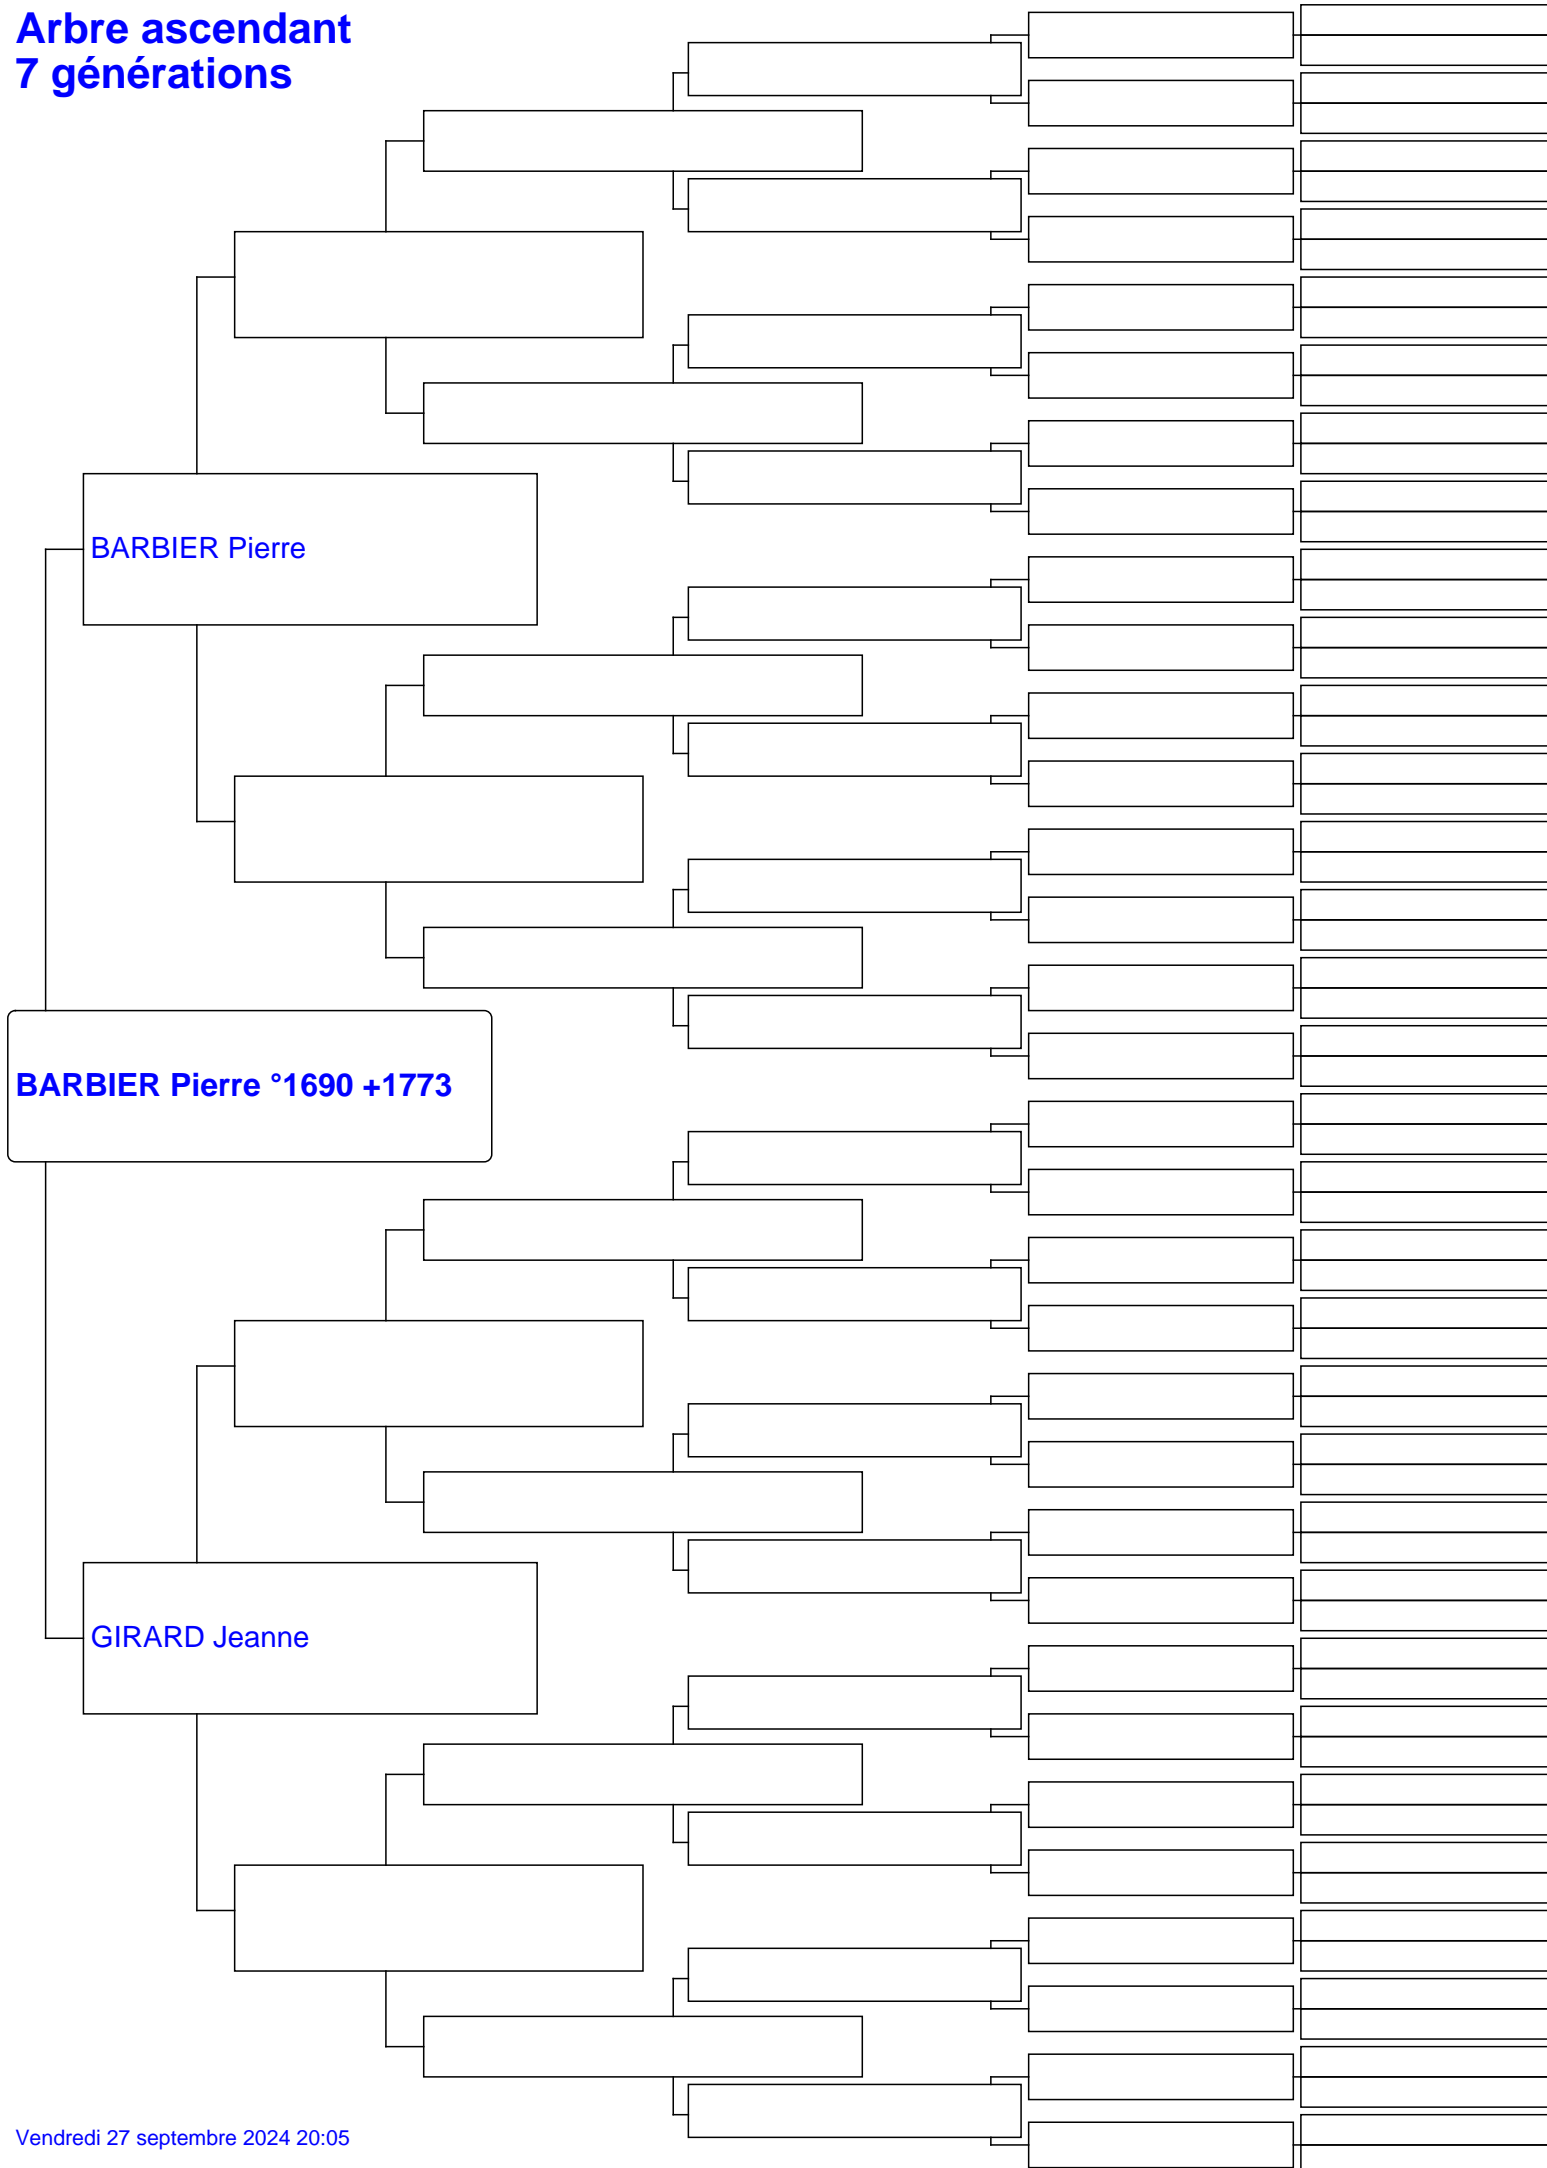 Arbre ascendant
7 générations
BARBIER Pierre
BARBIER Pierre °1690 +1773
GIRARD Jeanne
Vendredi 27 septembre 2024 20:05